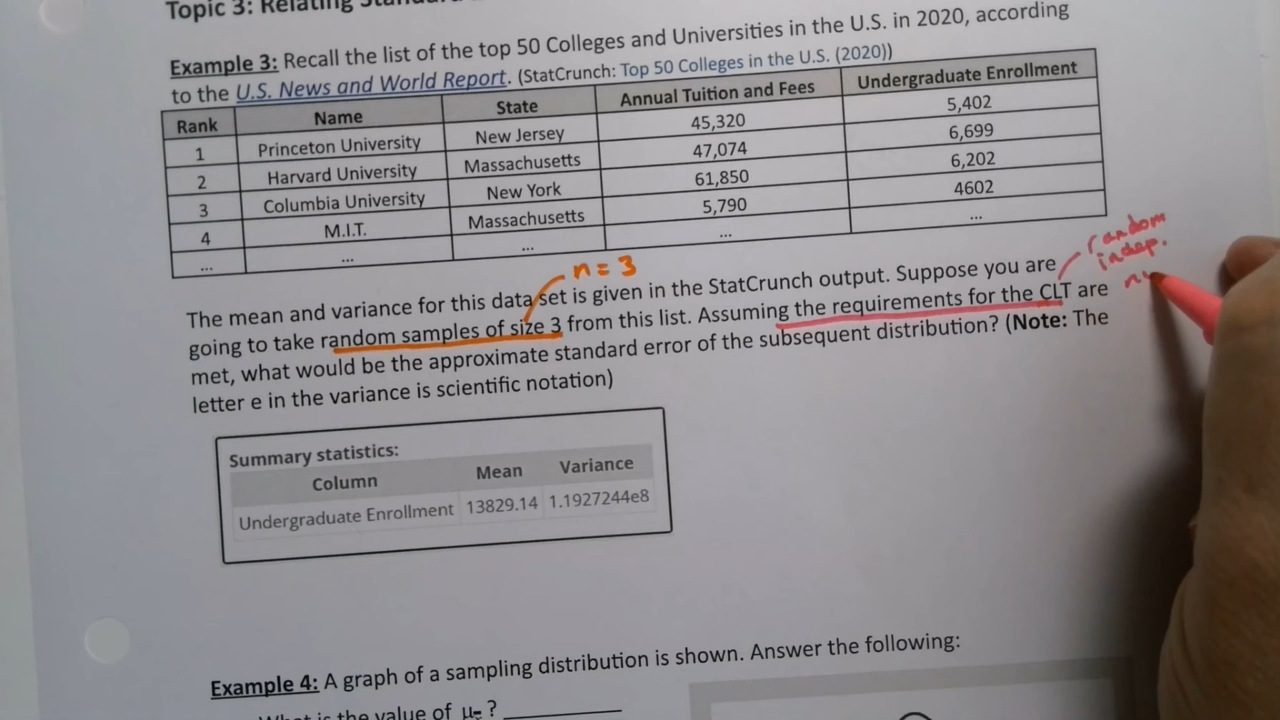 Topic 3: Relating
Example 3: Recall the list of the top 50 Colleges and Universities in the U.S. in 2020, according
to the U.S. News and World Report. (StatCrunch: Top 50 Colleges in the U.S. (2020))
Rank Name State Annual Tuition and Fees Undergraduate Enrollment
1 Princeton University New Jersey 45,320 5,402
2 Harvard University Massachusetts 47,074 6,699
3 Columbia University New York 61,850 6,202
4 M.I.T. Massachusetts 5,790 4602
... ... ... ... ...
random
indep.
n = 3
The mean and variance for this data set is given in the StatCrunch output. Suppose you are
going to take random samples of size 3 from this list. Assuming the requirements for the CLT are
met, what would be the approximate standard error of the subsequent distribution? (Note: The
letter e in the variance is scientific notation)
Summary statistics:
Column Mean Variance
Undergraduate Enrollment 13829.14 1.1927244e8
Example 4: A graph of a sampling distribution is shown. Answer the following:
What is the value of μx̄ ?